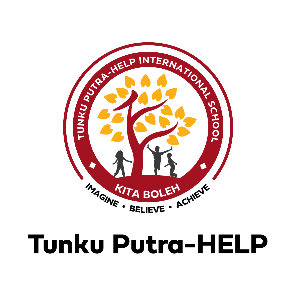 TUNKU PUTRA-HELP INTERNATIONAL SCHOOL
KITA BOLEH
IMAGINE • BELIEVE • ACHIEVE
Tunku Putra-HELP